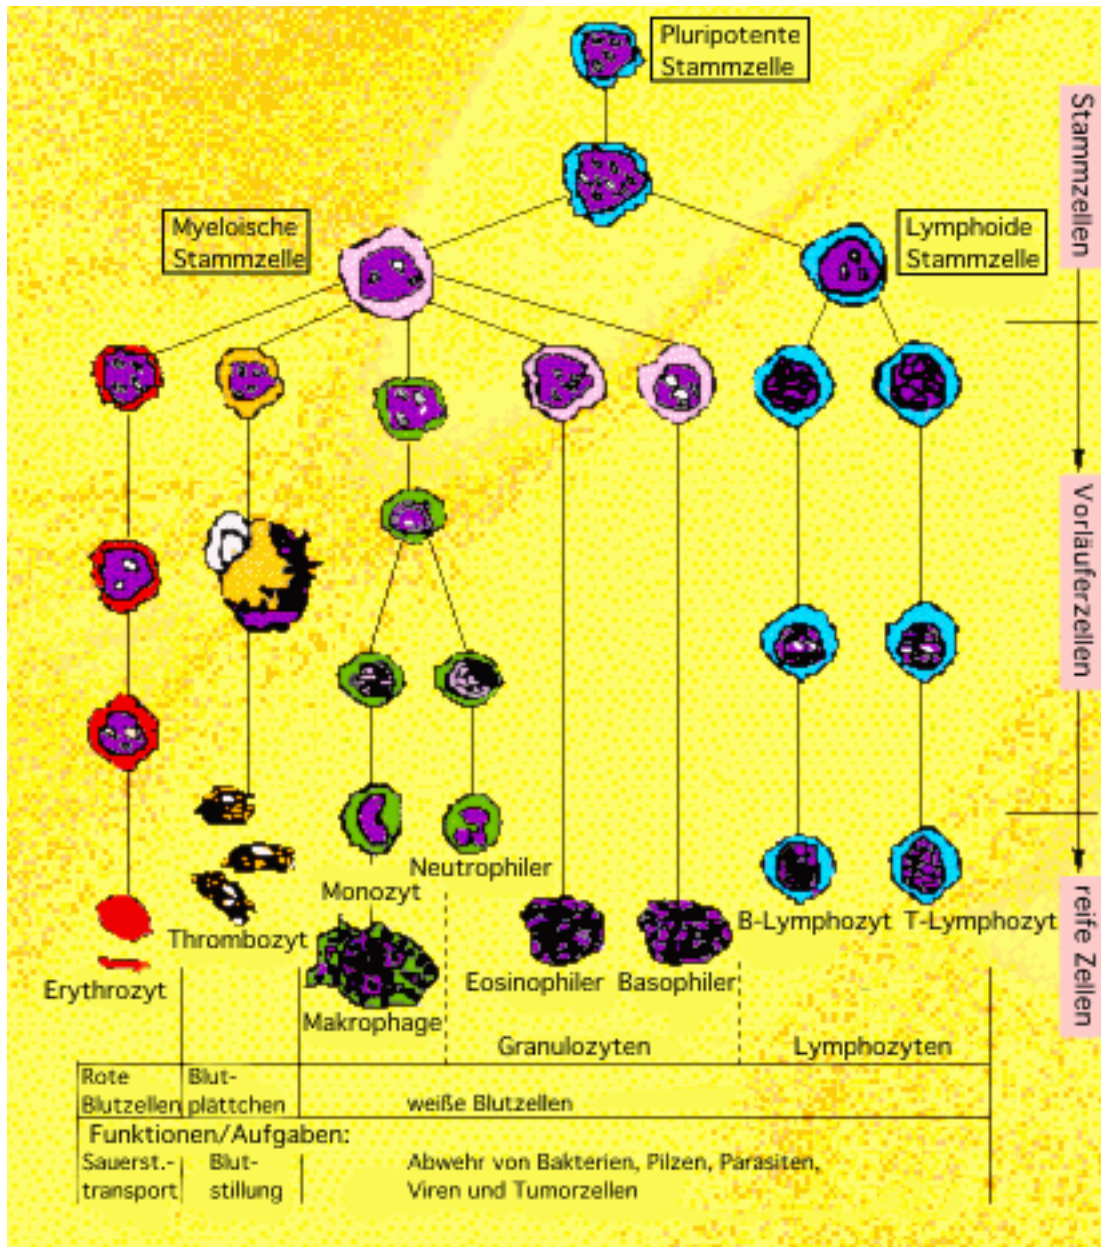 Pluripotente
Stammzelle
Myeloische
Stammzelle
Lymphoide
Stammzelle
Stammzellen
Vorläuferzellen
reife Zellen
Neutrophiler
Monozyt
B-Lymphozyt T-Lymphozyt
Thrombozyt
Eosinophiler Basophiler
Erythrozyt
Makrophage
Granulozyten
Lymphozyten
Rote
Blutzellen
Blut-
plättchen
weiße Blutzellen
Funktionen/Aufgaben:
Sauerst.-
transport
Blut-
stillung
Abwehr von Bakterien, Pilzen, Parasiten,
Viren und Tumorzellen